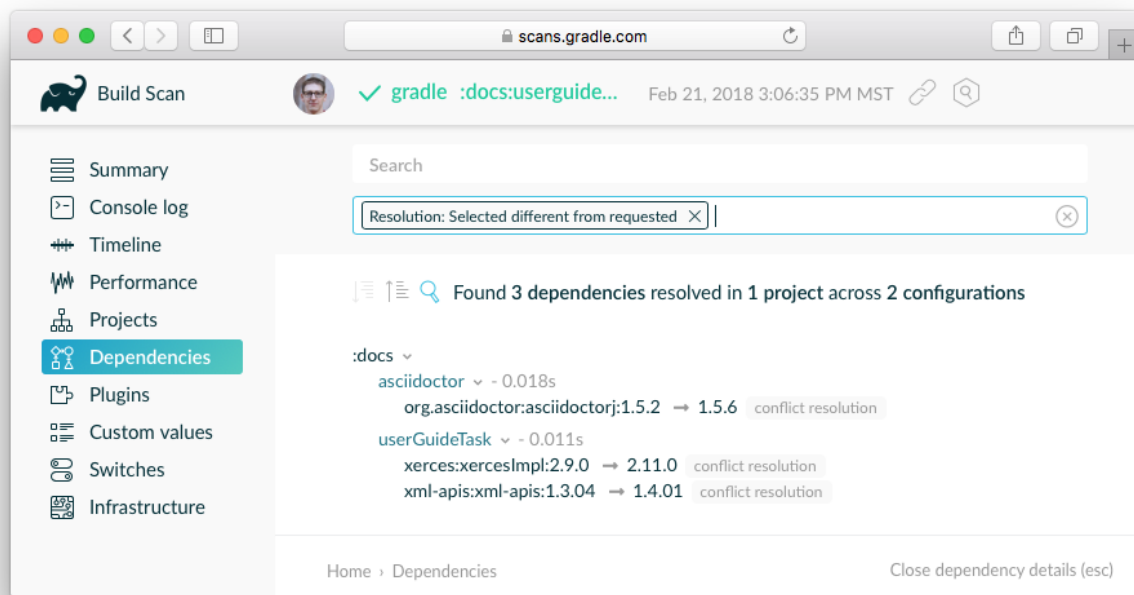 scans.gradle.com
Build Scan
gradle :docs:userguide... Feb 21, 2018 3:06:35 PM MST
Summary
Console log
Timeline
Performance
Projects
Dependencies
Plugins
Custom values
Switches
Infrastructure
Search
Resolution: Selected different from requested
Found 3 dependencies resolved in 1 project across 2 configurations
:docs
asciidoctor - 0.018s
org.asciidoctor:asciidoctorj:1.5.2 → 1.5.6 conflict resolution
userGuideTask - 0.011s
xerces:xercesImpl:2.9.0 → 2.11.0 conflict resolution
xml-apis:xml-apis:1.3.04 → 1.4.01 conflict resolution
Home › Dependencies
Close dependency details (esc)